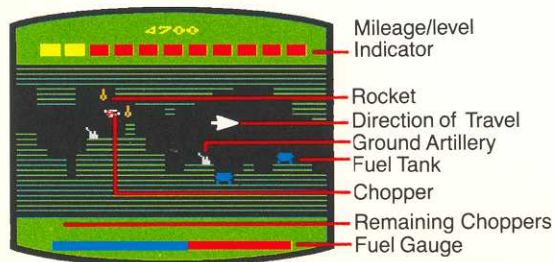 4700
Mileage/level
Indicator
Rocket
Direction of Travel
Ground Artillery
Fuel Tank
Chopper
Remaining Choppers
Fuel Gauge